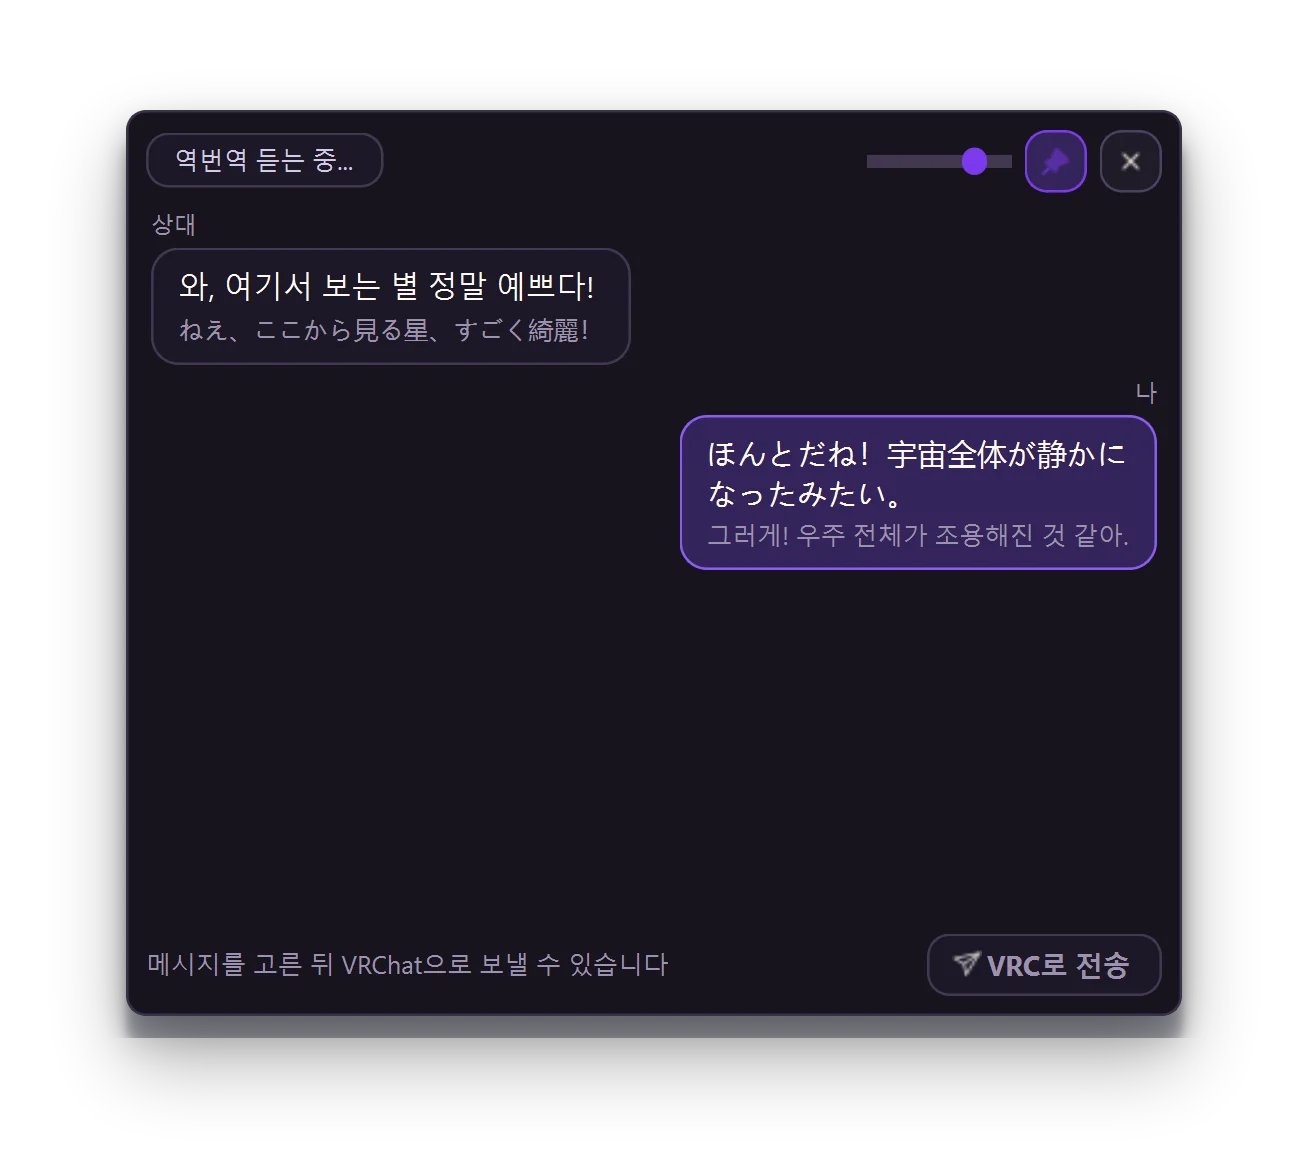 역번역 듣는 중...
상대
와, 여기서 보는 별 정말 예쁘다!
ねえ、ここから見る星、すごく綺麗！
나
ほんとだね！宇宙全体が静かに
なったみたい。
그러게! 우주 전체가 조용해진 것 같아.
메시지를 고른 뒤 VRChat으로 보낼 수 있습니다
VRC로 전송